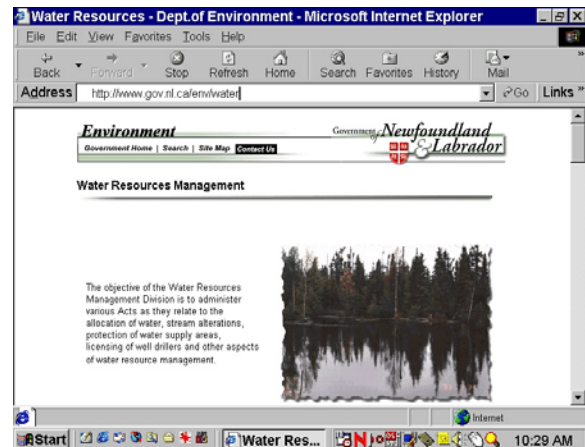 Water Resources - Dept.of Environment - Microsoft Internet Explorer
File Edit View Favorites Tools Help
Back Forward Stop Refresh Home Search Favorites History Mail »
Address http://www.gov.nl.ca/env/water Go Links »
Environment
Government Home | Search | Site Map Contact Us
Government of Newfoundland & Labrador
Water Resources Management
The objective of the Water Resources
Management Division is to administer
various Acts as they relate to the
allocation of water, stream alterations,
protection of water supply areas,
licensing of well drillers and other aspects
of water resource management.
Internet
Start Water Res... 10:29 AM